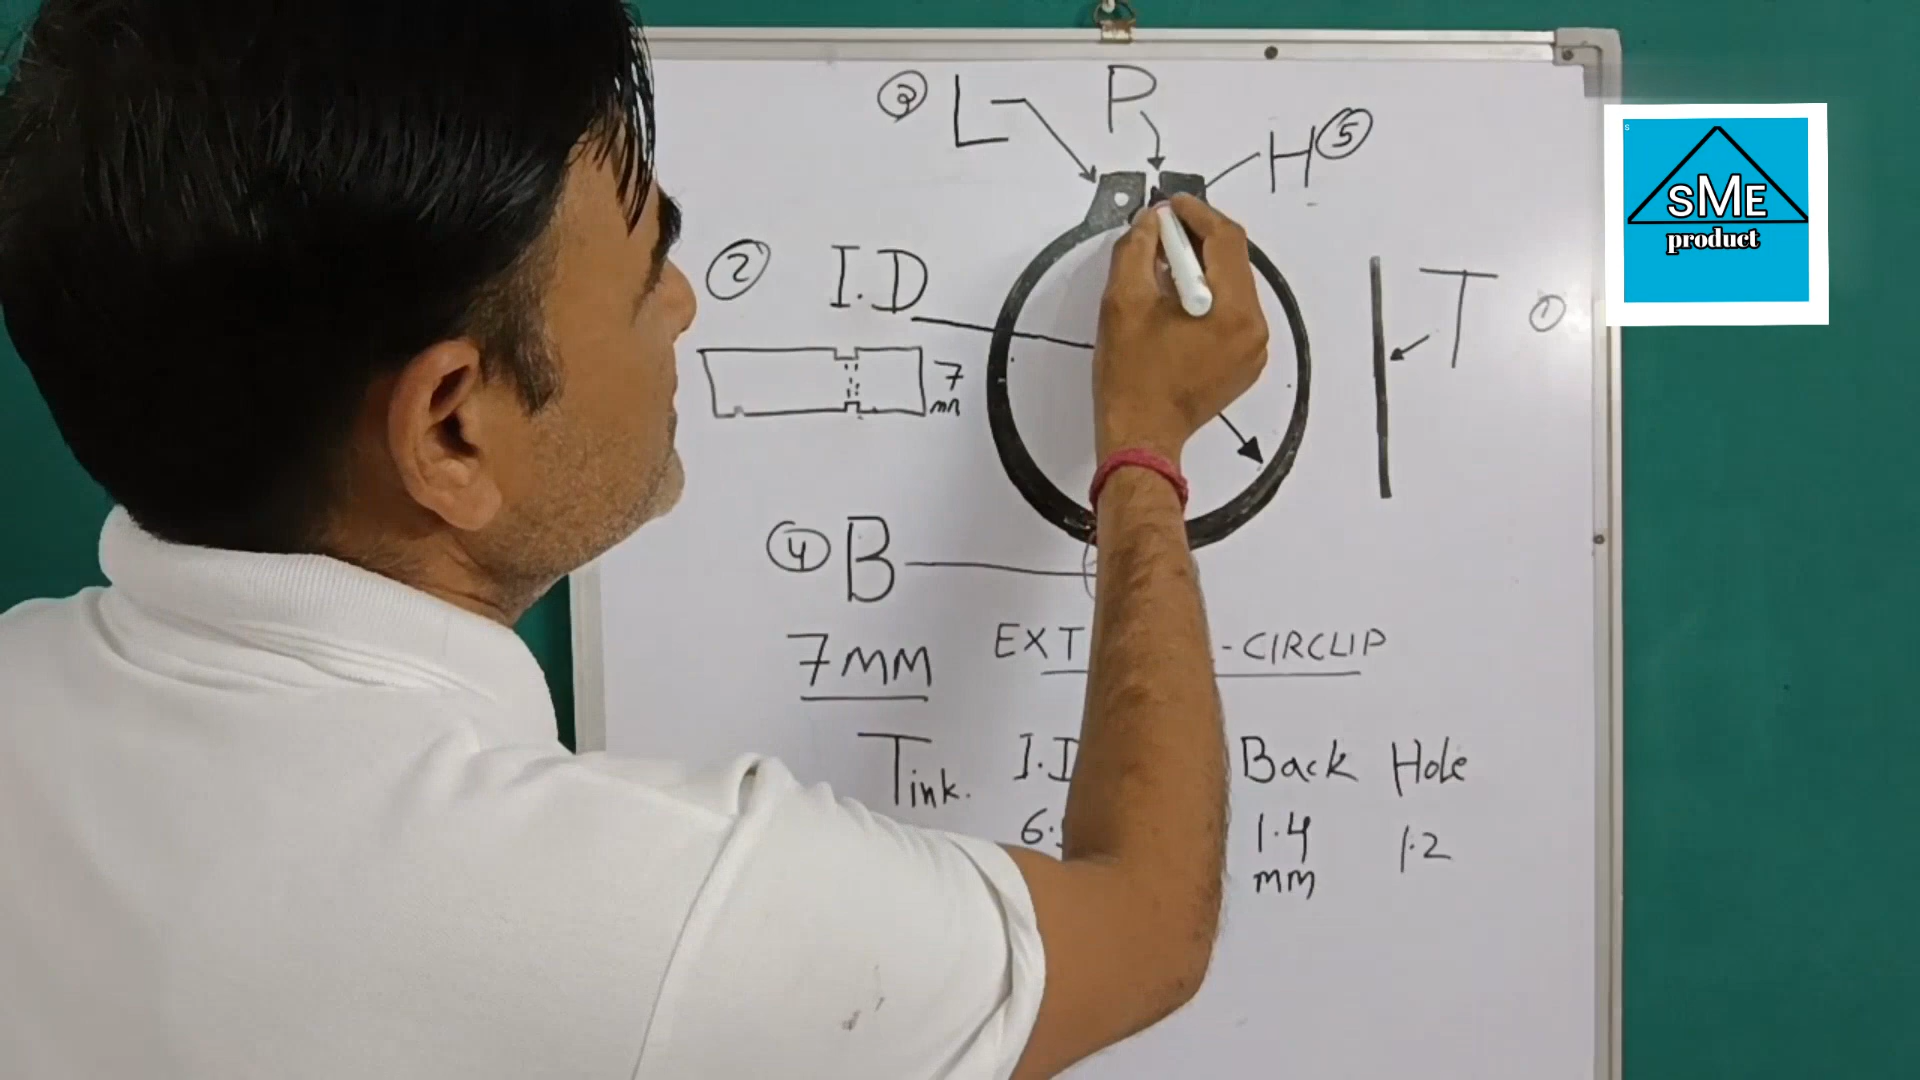 ③ L P
H ⑤
② I.D
T ①
7
mm
④ B
7MM
EXT -CIRCLIP
Tink. I.D Back Hole
6. 1.4 1.2
mm
S
SME
product